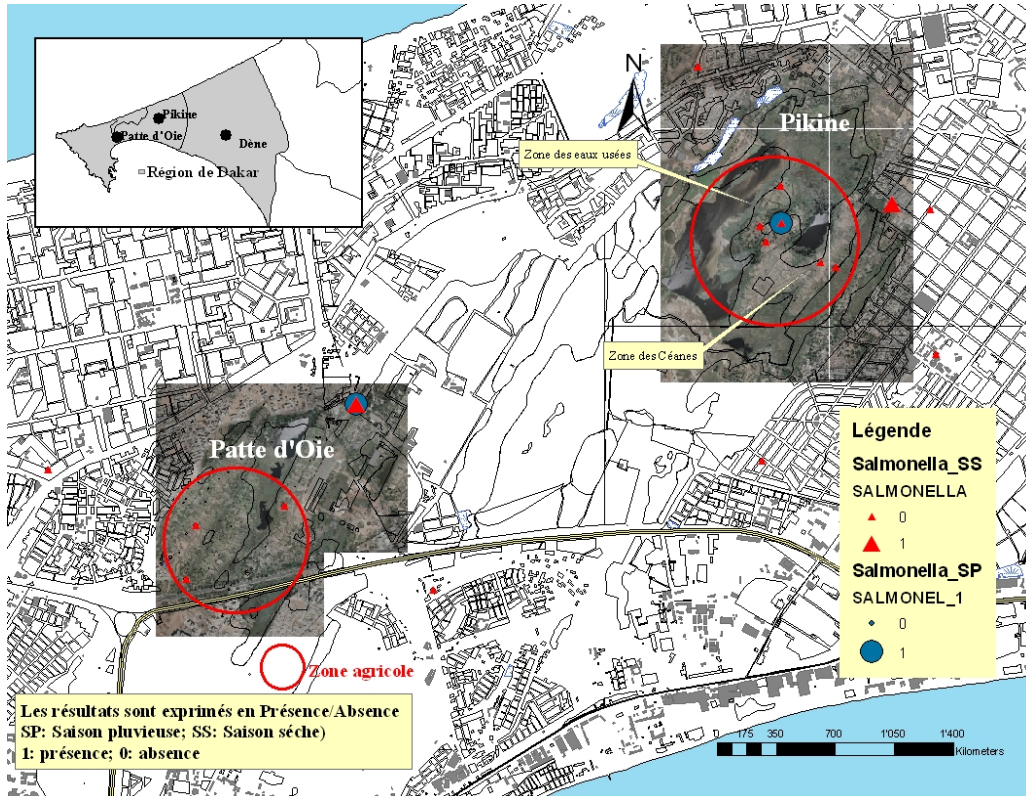 Pikine
Patte d'Oie
Dène
Région de Dakar
N
Pikine
Zone des eaux usées
Zone des Céanes
Patte d'Oie
Zone agricole
Légende
Salmonella_SS
SALMONELLA
0
1
Salmonella_SP
SALMONEL_1
0
1
Les résultats sont exprimés en Présence/Absence
SP: Saison pluvieuse; SS: Saison séche)
1: présence; 0: absence
0 175 350 700 1'050 1'400
Kilometers